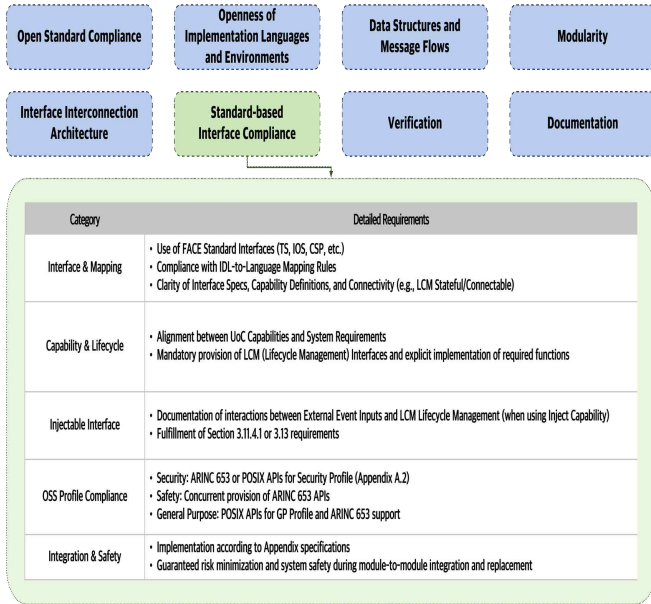 Open Standard Compliance
Openness of
Implementation Languages
and Environments
Data Structures and
Message Flows
Modularity
Interface Interconnection
Architecture
Standard-based
Interface Compliance
Verification
Documentation
Category
Detailed Requirements
Interface & Mapping
• Use of FACE Standard Interfaces (TS, IOS, CSP, etc.)
• Compliance with IDL-to-Language Mapping Rules
• Clarity of Interface Specs, Capability Definitions, and Connectivity (e.g., LCM Stateful/Connectable)
Capability & Lifecycle
• Alignment between UoC Capabilities and System Requirements
• Mandatory provision of LCM (Lifecycle Management) Interfaces and explicit implementation of required functions
Injectable Interface
• Documentation of interactions between External Event Inputs and LCM Lifecycle Management (when using Inject Capability)
• Fulfillment of Section 3.11.4.1 or 3.13 requirements
OSS Profile Compliance
• Security: ARINC 653 or POSIX APIs for Security Profile (Appendix A.2)
• Safety: Concurrent provision of ARINC 653 APIs
• General Purpose: POSIX APIs for GP Profile and ARINC 653 support
Integration & Safety
• Implementation according to Appendix specifications
• Guaranteed risk minimization and system safety during module-to-module integration and replacement